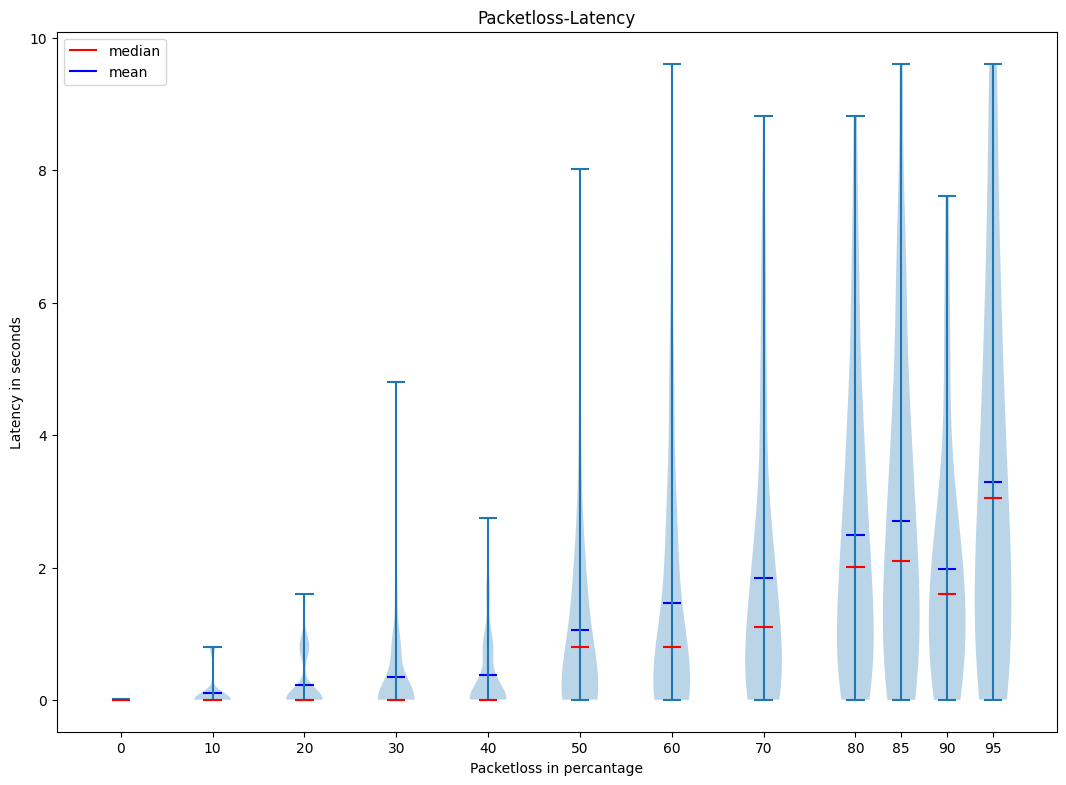 Packetloss-Latency
median
mean
10
8
6
4
2
0
Latency in seconds
0 10 20 30 40 50 60 70 80 85 90 95
Packetloss in percantage